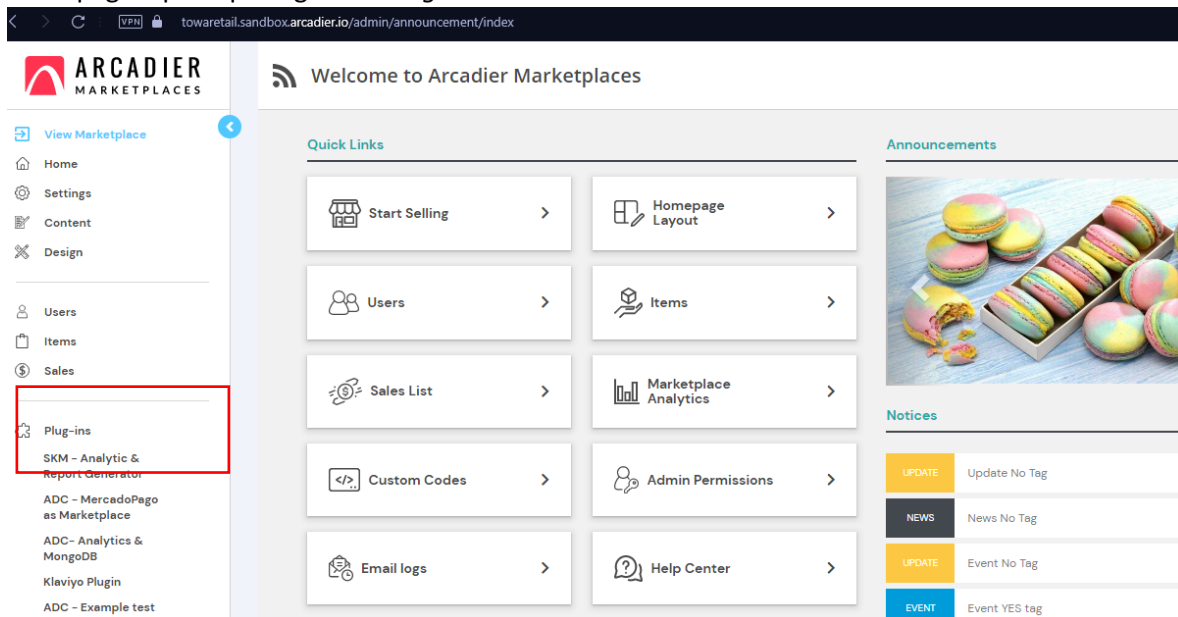 VPN towaretail.sandbox.arcadier.io/admin/announcement/index
ARCADIER
MARKETPLACES
Welcome to Arcadier Marketplaces
View Marketplace
Home
Settings
Content
Design
Users
Items
Sales
Plug-ins
SKM - Analytic &
Report Generator
ADC - MercadoPago
as Marketplace
ADC- Analytics &
MongoDB
Klaviyo Plugin
ADC - Example test
Quick Links
Start Selling
Homepage
Layout
Users
Items
Sales List
Marketplace
Analytics
Custom Codes
Admin Permissions
Email logs
Help Center
Announcements
Notices
UPDATE Update No Tag
NEWS News No Tag
UPDATE Event No Tag
EVENT Event YES tag